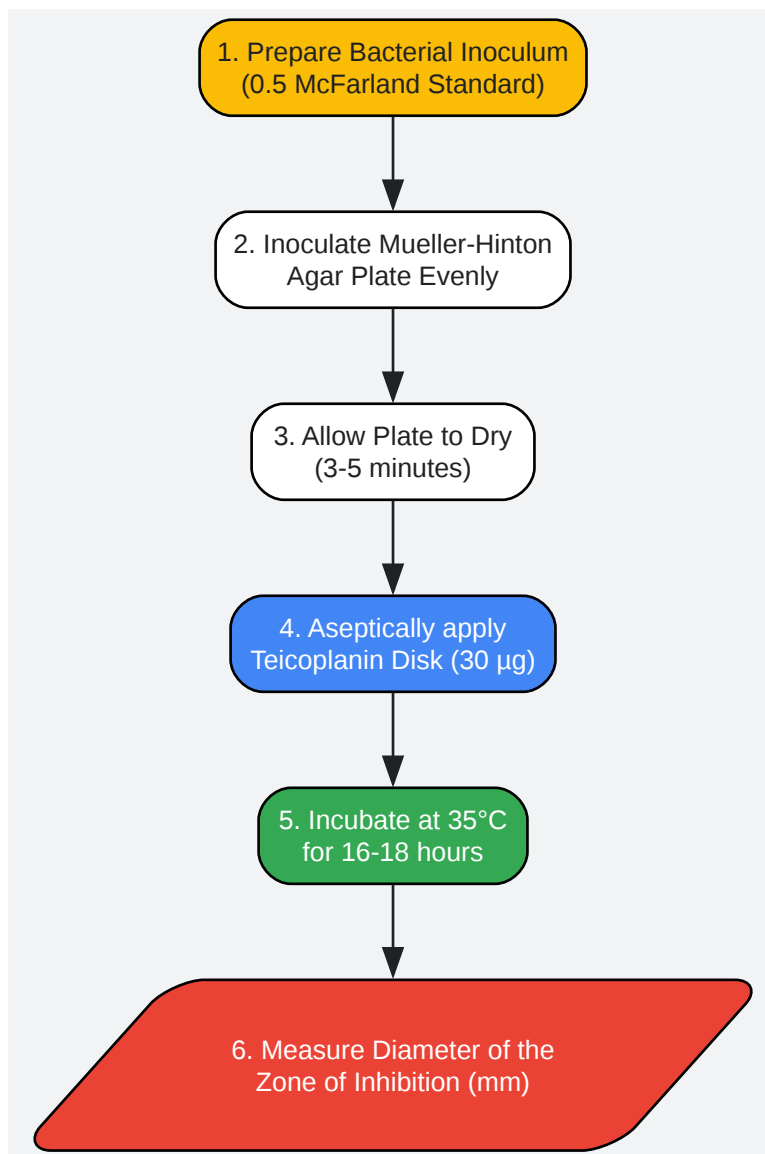 1. Prepare Bacterial Inoculum
(0.5 McFarland Standard)
2. Inoculate Mueller-Hinton
Agar Plate Evenly
3. Allow Plate to Dry
(3-5 minutes)
4. Aseptically apply
Teicoplanin Disk (30 µg)
5. Incubate at 35°C
for 16-18 hours
6. Measure Diameter of the
Zone of Inhibition (mm)